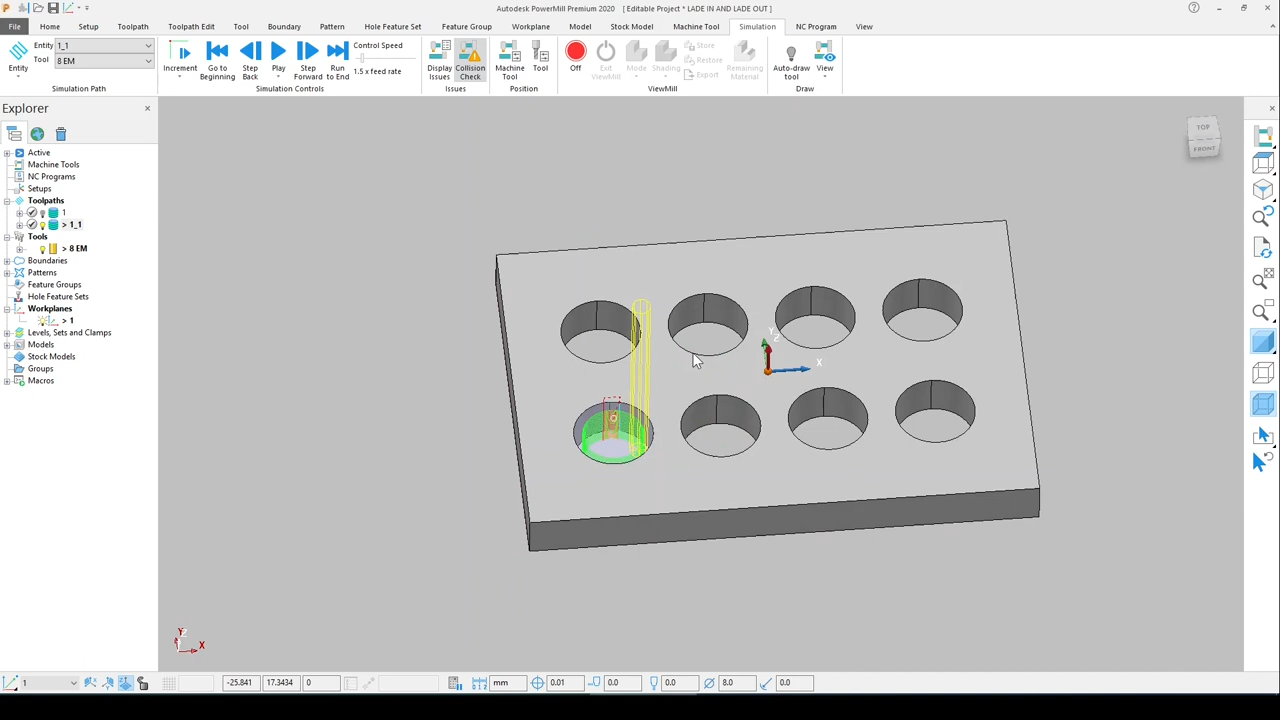 Autodesk PowerMill Premium 2020 [ Editable Project * LADE IN AND LADE OUT ]
File Home Setup Toolpath Toolpath Edit Tool Boundary Pattern Hole Feature Set Feature Group Workplane Model Stock Model Machine Tool Simulation NC Program View
Entity 1_1
Tool 8 EM
Control Speed
1.5 x feed rate
Entity
Increment
Go to Beginning
Step Back
Play
Step Forward
Run to End
Display Issues
Collision Check
Machine Tool
Tool
Off
Exit ViewMill
Mode
Shading
Store
Restore
Export
Remaining Material
Auto-draw tool
View
Simulation Path
Simulation Controls
Issues
Position
ViewMill
Draw
Explorer
Active
Machine Tools
NC Programs
Setups
Toolpaths
1
> 1_1
Tools
> 8 EM
Boundaries
Patterns
Feature Groups
Hole Feature Sets
Workplanes
> 1
Levels, Sets and Clamps
Models
Stock Models
Groups
Macros
TOP
FRONT
Y
Z
X
Y
Z
X
1 -25.841 17.3434 0 mm 0.01 0.0 0.0 8.0 0.0